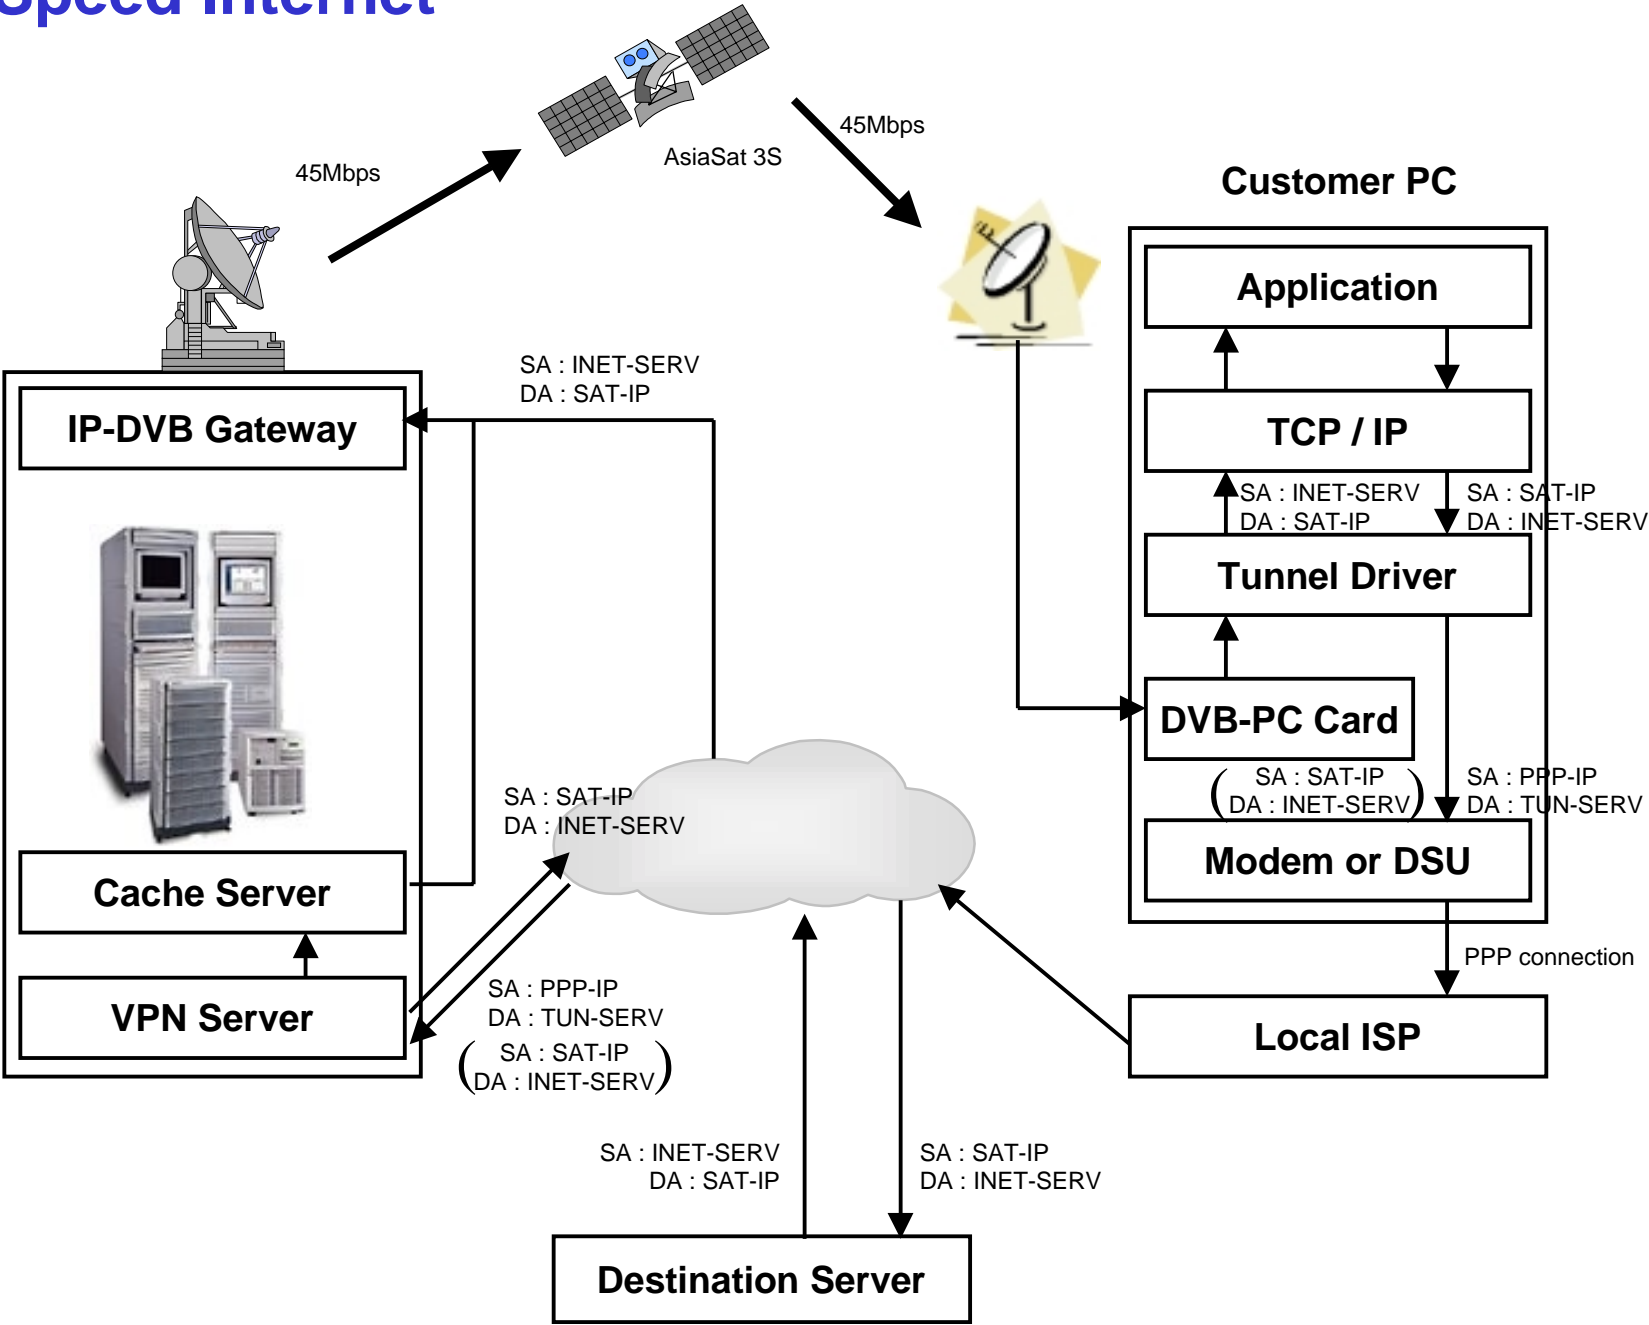 Speed Internet
45Mbps
AsiaSat 3S
45Mbps
Customer PC
Application
TCP / IP
SA : INET-SERV
DA : SAT-IP
SA : SAT-IP
DA : INET-SERV
Tunnel Driver
DVB-PC Card
( SA : SAT-IP
DA : INET-SERV )
SA : PPP-IP
DA : TUN-SERV
Modem or DSU
PPP connection
Local ISP
SA : INET-SERV
DA : SAT-IP
IP-DVB Gateway
SA : SAT-IP
DA : INET-SERV
Cache Server
VPN Server
SA : PPP-IP
DA : TUN-SERV
( SA : SAT-IP
DA : INET-SERV )
SA : INET-SERV
DA : SAT-IP
SA : SAT-IP
DA : INET-SERV
Destination Server